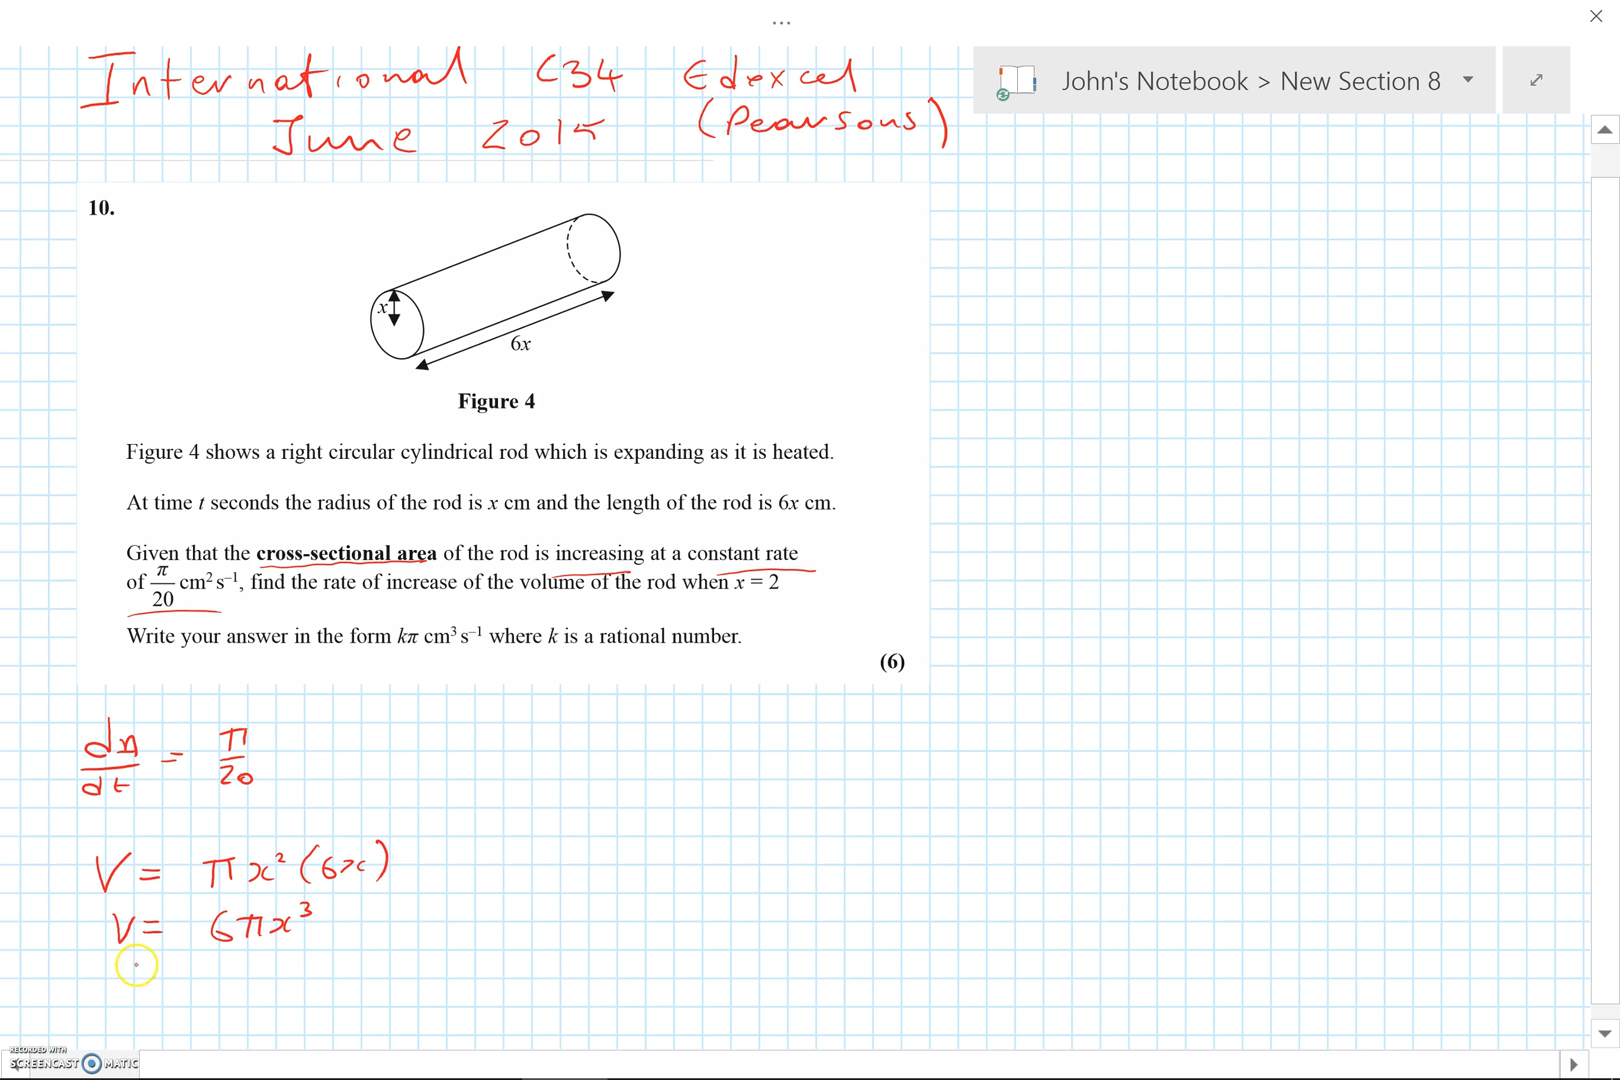 ...
International C34 Edexcel
June 2015 (Pearsons)
John's Notebook > New Section 8
10.
x
6x
Figure 4
Figure 4 shows a right circular cylindrical rod which is expanding as it is heated.
At time t seconds the radius of the rod is x cm and the length of the rod is 6x cm.
Given that the cross-sectional area of the rod is increasing at a constant rate
of π/20 cm² s⁻¹, find the rate of increase of the volume of the rod when x = 2
Write your answer in the form kπ cm³ s⁻¹ where k is a rational number.
(6)
dA/dt = π/20
V = πx² (6x)
V = 6πx³
RECORDED WITH
SCREENCAST MATIC